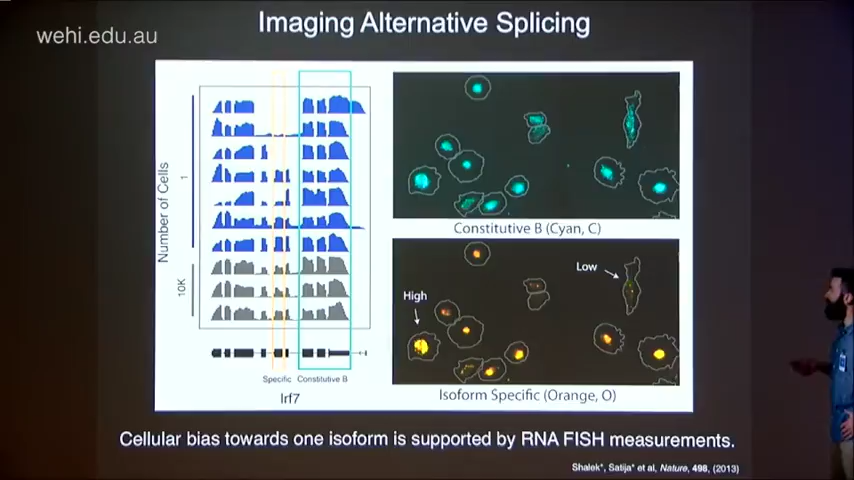 wehi.edu.au
Imaging Alternative Splicing
Number of Cells
1
10K
Specific
Constitutive B
Irf7
Constitutive B (Cyan, C)
High
Low
Isoform Specific (Orange, O)
Cellular bias towards one isoform is supported by RNA FISH measurements.
Shalek*, Satija* et al, Nature, 498, (2013)